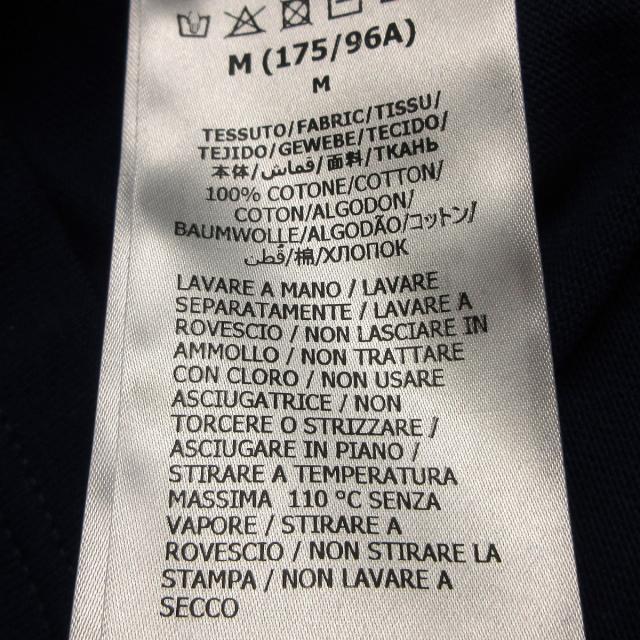 M (175/96A)
M
TESSUTO/FABRIC/TISSU/
TEJIDO/GEWEBE/TECIDO/
本体/قماش/面料/ТКАНЬ
100% COTONE/COTTON/
COTON/ALGODON/
BAUMWOLLE/ALGODÃO/コットン/
قطن/棉/ХЛОПОК
LAVARE A MANO / LAVARE
SEPARATAMENTE / LAVARE A
ROVESCIO / NON LASCIARE IN
AMMOLLO / NON TRATTARE
CON CLORO / NON USARE
ASCIUGATRICE / NON
TORCERE O STRIZZARE /
ASCIUGARE IN PIANO /
STIRARE A TEMPERATURA
MASSIMA 110 °C SENZA
VAPORE / STIRARE A
ROVESCIO / NON STIRARE LA
STAMPA / NON LAVARE A
SECCO